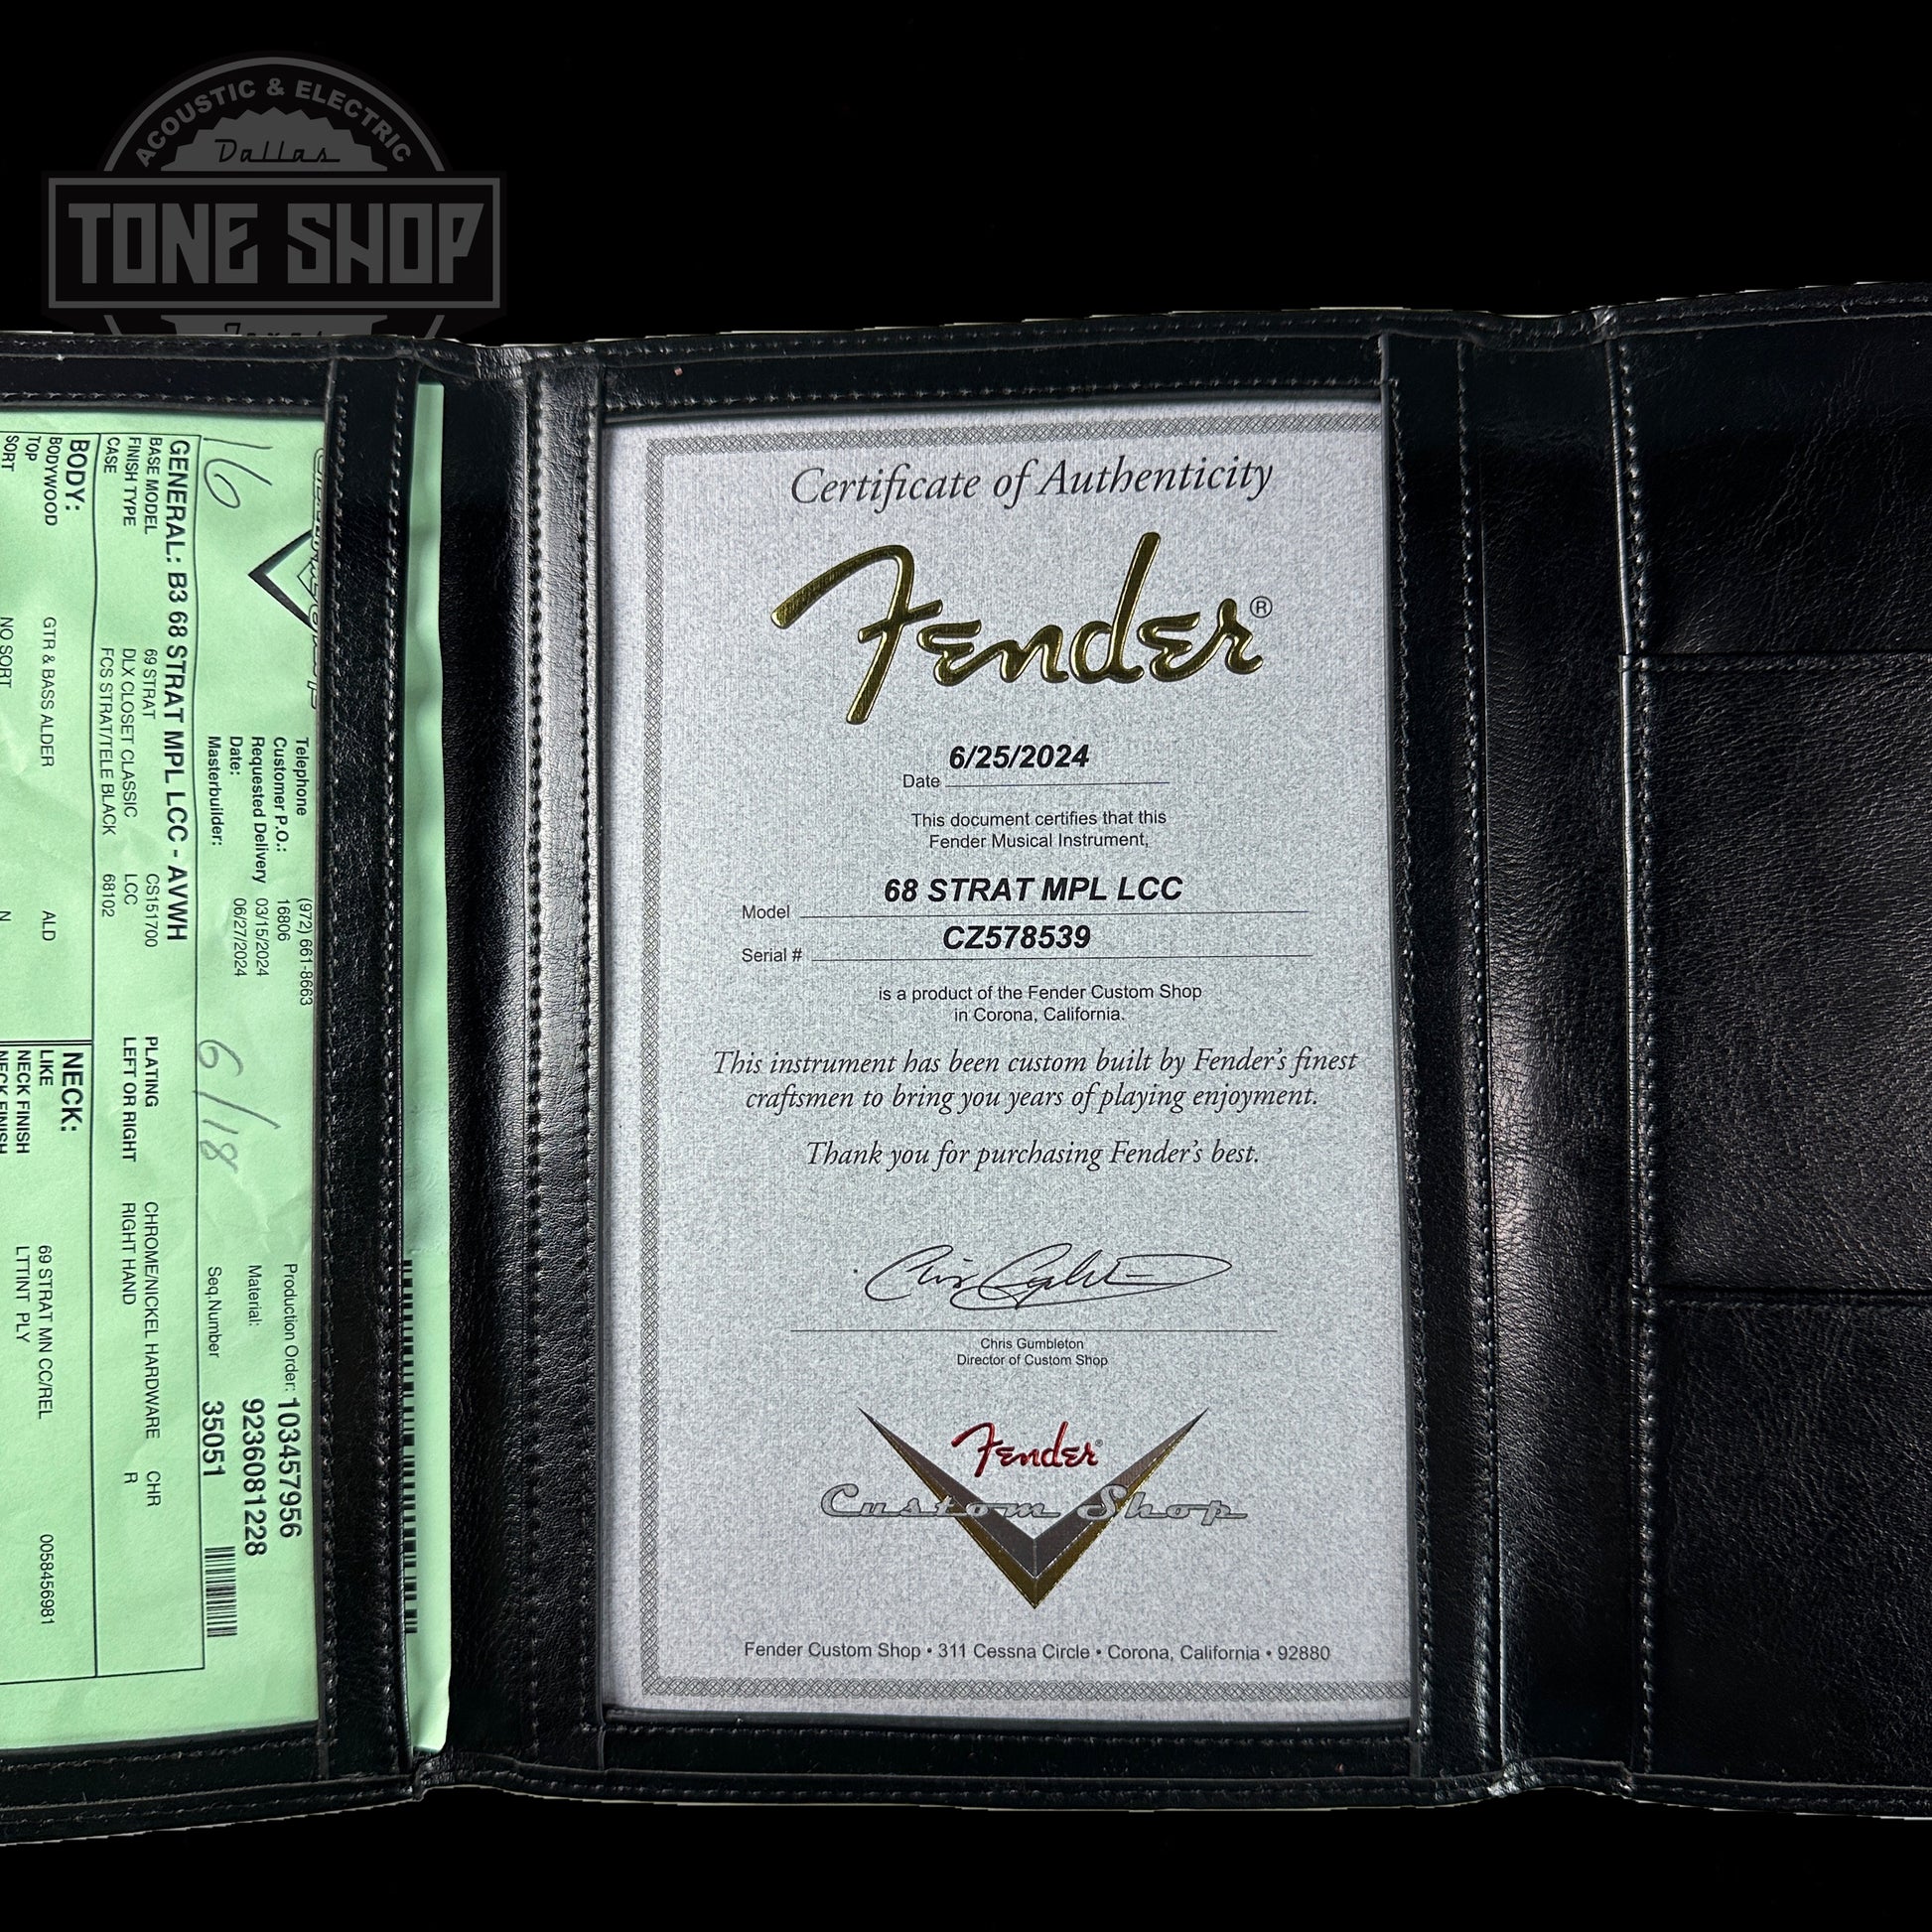 ACOUSTIC & ELECTRIC
Dallas
TONE SHOP
Texas
Certificate of Authenticity
Fender®
6/25/2024
Date
This document certifies that this
Fender Musical Instrument,
68 STRAT MPL LCC
Model
CZ578539
Serial #
is a product of the Fender Custom Shop
in Corona, California.
This instrument has been custom built by Fender's finest
craftsmen to bring you years of playing enjoyment.
Thank you for purchasing Fender's best.
Chris Gumbleton
Director of Custom Shop
Fender®
Custom Shop
Fender Custom Shop • 311 Cessna Circle • Corona, California • 92880
Telephone (972) 661-8663
Customer P.O.: 16806
Requested Delivery 03/15/2024
Date: 06/27/2024
Masterbuilder:
Production Order: 103457956
Material: 9236081228
Seq.Number 35051
16
6/18
GENERAL: B3 68 STRAT MPL LCC - AVWH
BASE MODEL 69 STRAT CS151700 PLATING CHROME/NICKEL HARDWARE CHR
FINISH TYPE DLX CLOSET CLASSIC LCC LEFT OR RIGHT RIGHT HAND R
CASE FCS STRAT/TELE BLACK 68102
BODY: NECK:
BODYWOOD GTR & BASS ALDER ALD LIKE 69 STRAT MN CC/REL 0058456981
TOP NECK FINISH LTTINT PLY
SORT NO SORT N NECK FINISH